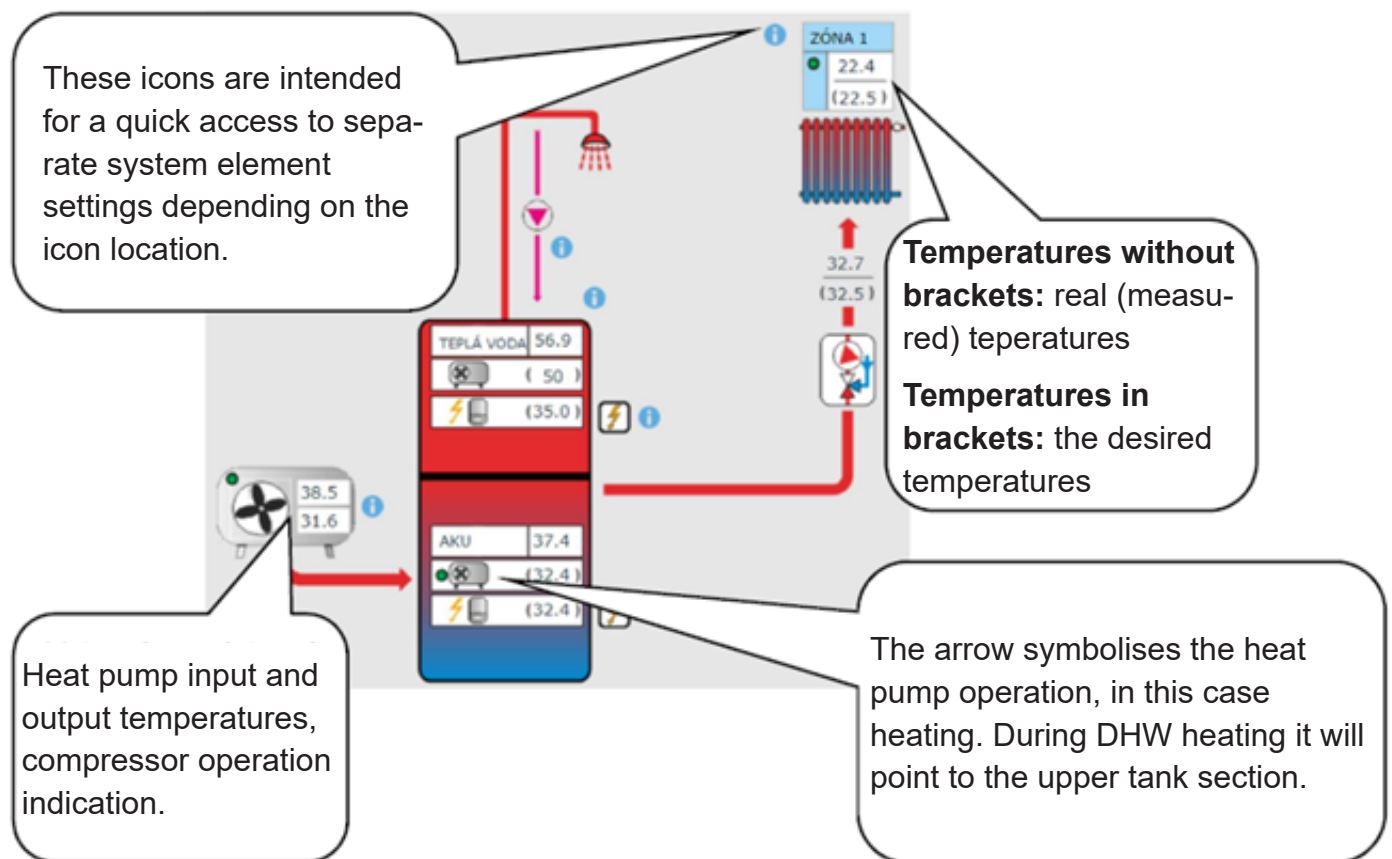 These icons are intended
for a quick access to sepa-
rate system element
settings depending on the
icon location.
ZÓNA 1
22.4
(22.5)
Temperatures without
brackets: real (measu-
red) teperatures
Temperatures in
brackets: the desired
temperatures
32.7
(32.5)
TEPLÁ VODA 56.9
( 50 )
(35.0)
38.5
31.6
AKU 37.4
(32.4)
(32.4)
Heat pump input and
output temperatures,
compressor operation
indication.
The arrow symbolises the heat
pump operation, in this case
heating. During DHW heating it will
point to the upper tank section.